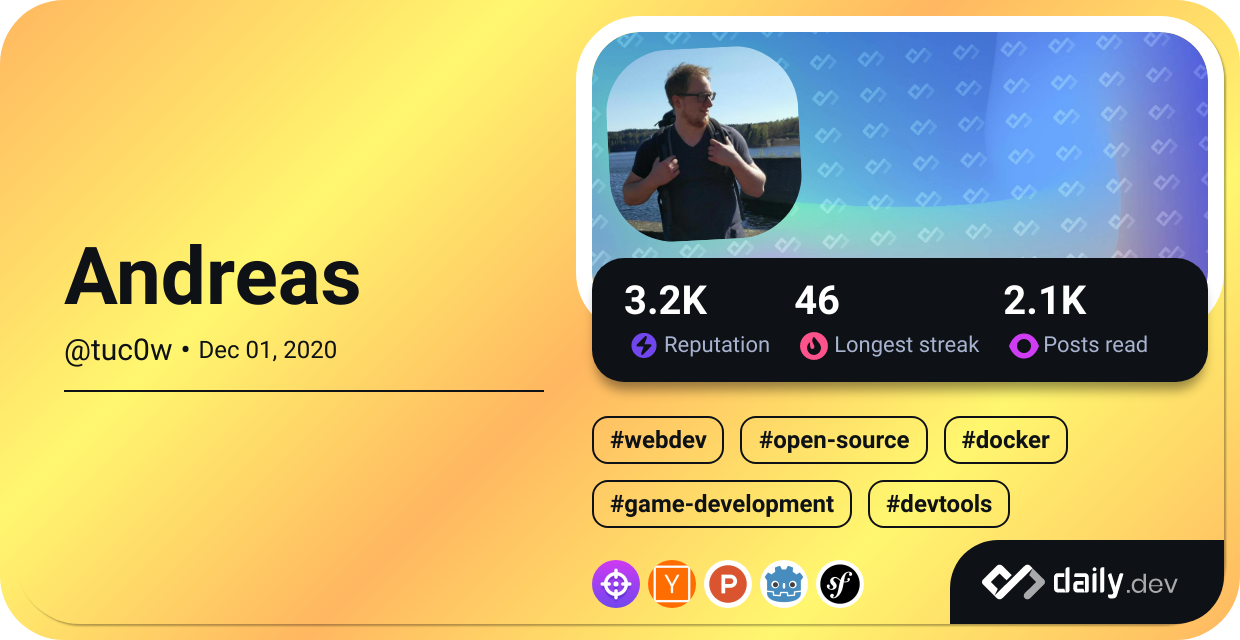 Andreas
@tuc0w • Dec 01, 2020
3.2K 46 2.1K
Reputation Longest streak Posts read
#webdev #open-source #docker
#game-development #devtools
Y P sf
daily.dev